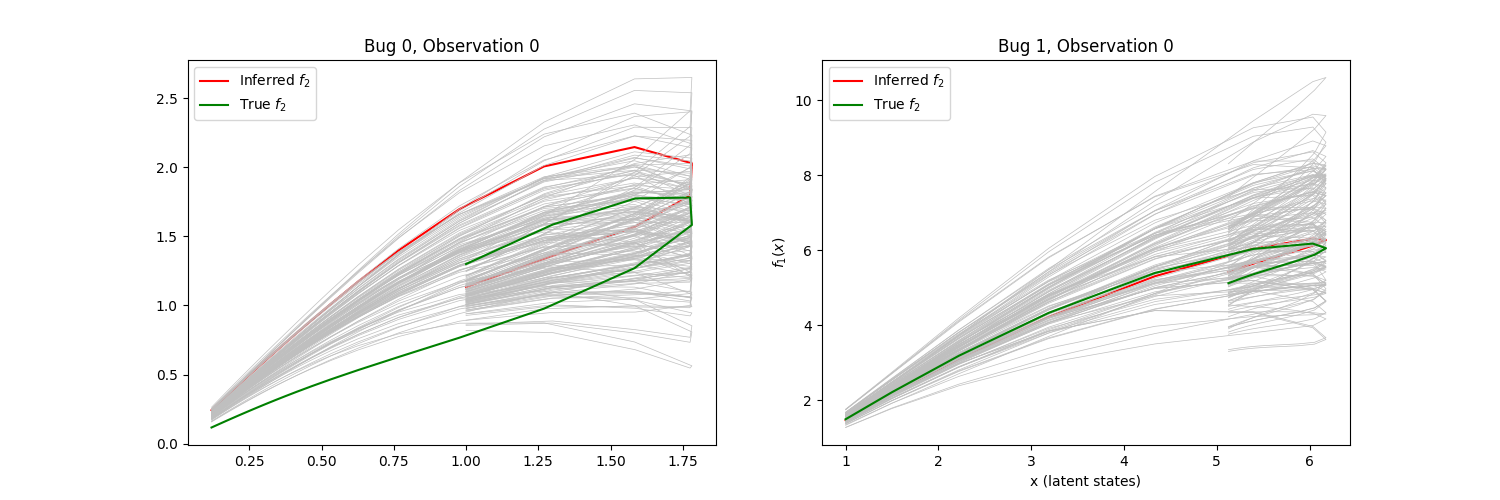 Bug 0, Observation 0
Inferred f₂
True f₂
2.5
2.0
1.5
1.0
0.5
0.0
0.25 0.50 0.75 1.00 1.25 1.50 1.75
Bug 1, Observation 0
Inferred f₂
True f₂
f₁(x)
10
8
6
4
2
1 2 3 4 5 6
x (latent states)